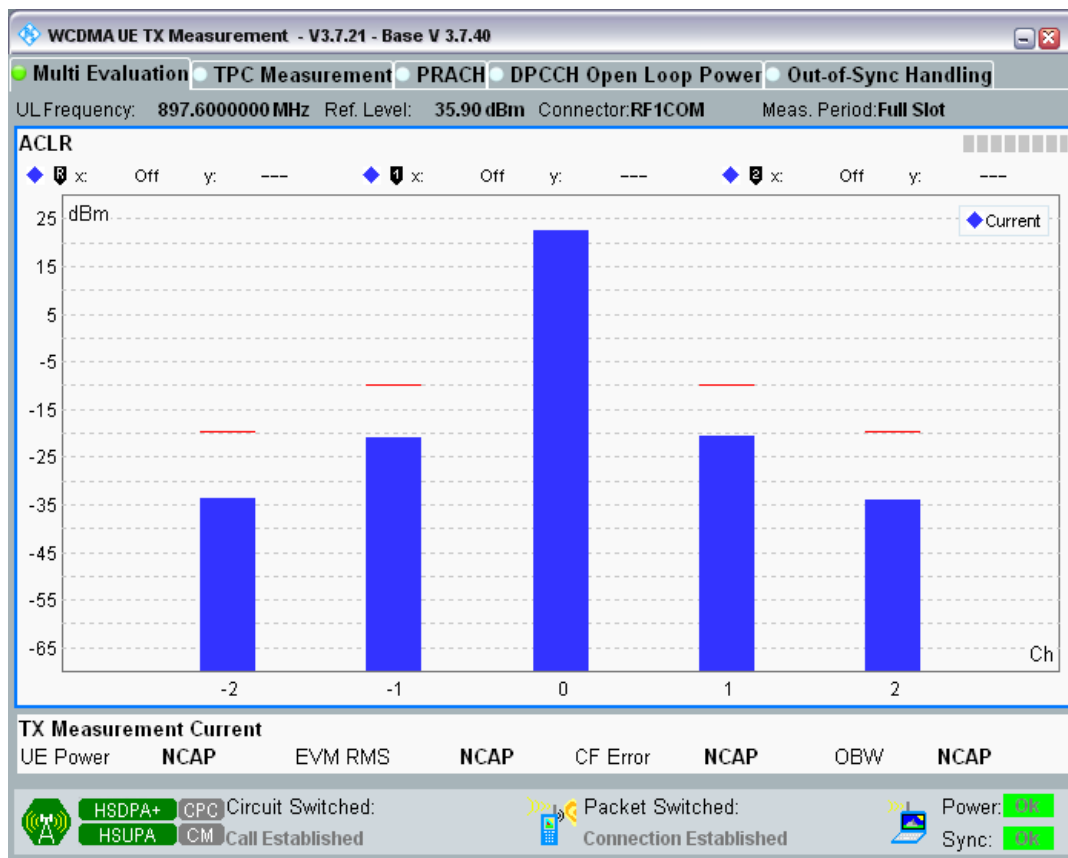 WCDMA UE TX Measurement - V3.7.21 - Base V 3.7.40
Multi Evaluation TPC Measurement PRACH DPCCH Open Loop Power Out-of-Sync Handling
UL Frequency: 897.6000000 MHz Ref. Level: 35.90 dBm Connector:RF1COM Meas. Period:Full Slot
ACLR
R x: Off y: --- 1 x: Off y: --- 2 x: Off y: ---
dBm
Current
25
15
5
-5
-15
-25
-35
-45
-55
-65
Ch
-2 -1 0 1 2
TX Measurement Current
UE Power NCAP EVM RMS NCAP CF Error NCAP OBW NCAP
HSDPA+ CPC Circuit Switched: Packet Switched: Power: OK
HSUPA CM Call Established Connection Established Sync: OK